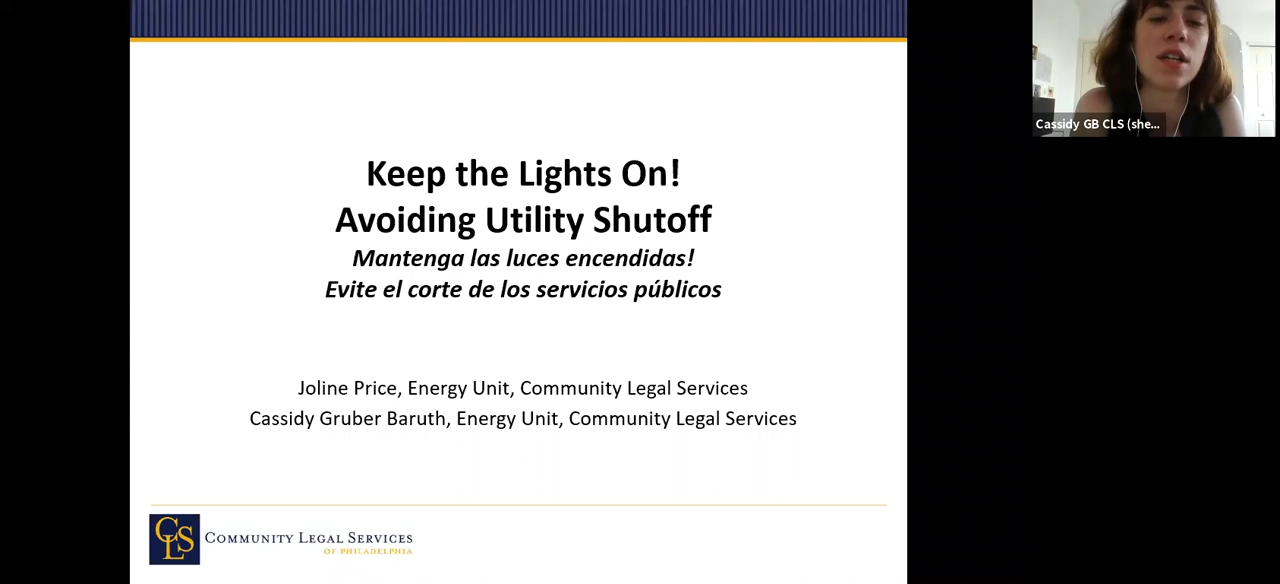 Keep the Lights On!
Avoiding Utility Shutoff
Mantenga las luces encendidas!
Evite el corte de los servicios públicos
Joline Price, Energy Unit, Community Legal Services
Cassidy Gruber Baruth, Energy Unit, Community Legal Services
CLS
COMMUNITY LEGAL SERVICES
OF PHILADELPHIA
Cassidy GB CLS (she...